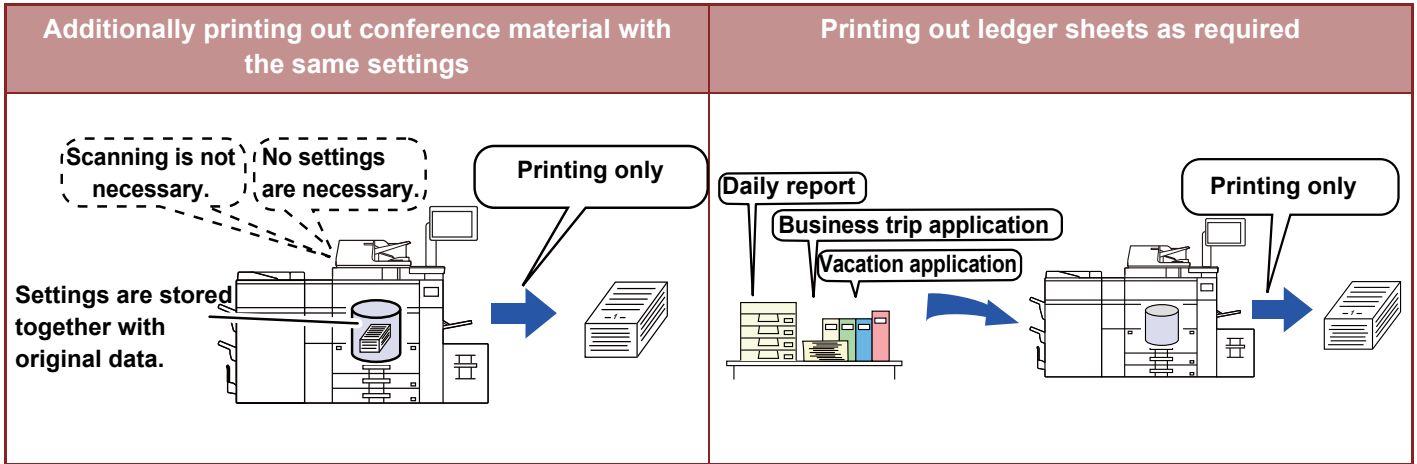 Additionally printing out conference material with
the same settings
Printing out ledger sheets as required
Scanning is not
necessary.
No settings
are necessary.
Printing only
Settings are stored
together with
original data.
-1-
Daily report
Business trip application
Vacation application
Printing only
-1-